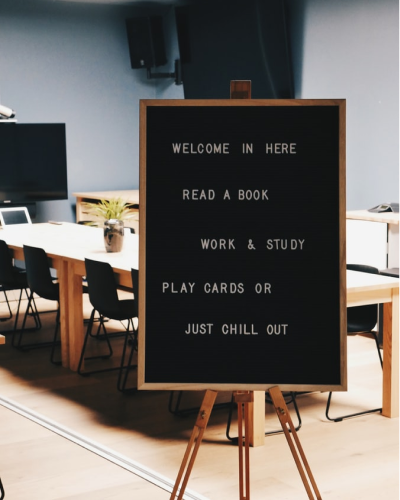 WELCOME IN HERE
READ A BOOK
WORK & STUDY
PLAY CARDS OR
JUST CHILL OUT